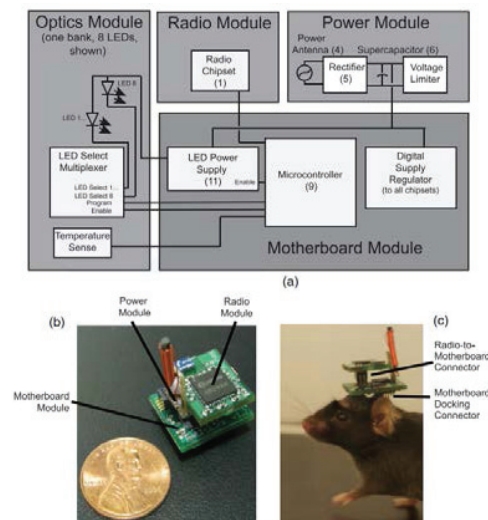 Optics Module
(one bank, 8 LEDs,
shown)
Radio Module
Power Module
Radio
Chipset
(1)
Power
Antenna (4)
Supercapacitor (6)
Rectifier
(5)
Voltage
Limiter
LED 8
LED 1...
LED Select
Multiplexer
LED Select 1...
LED Select 8
Program
Enable
Temperature
Sense
LED Power
Supply
(11)
Enable
Microcontroller
(9)
Digital
Supply
Regulator
(to all chipsets)
Motherboard Module
(a)
(b)
Power
Module
Radio
Module
Motherboard
Module
(c)
Radio-to-
Motherboard
Connector
Motherboard
Docking
Connector